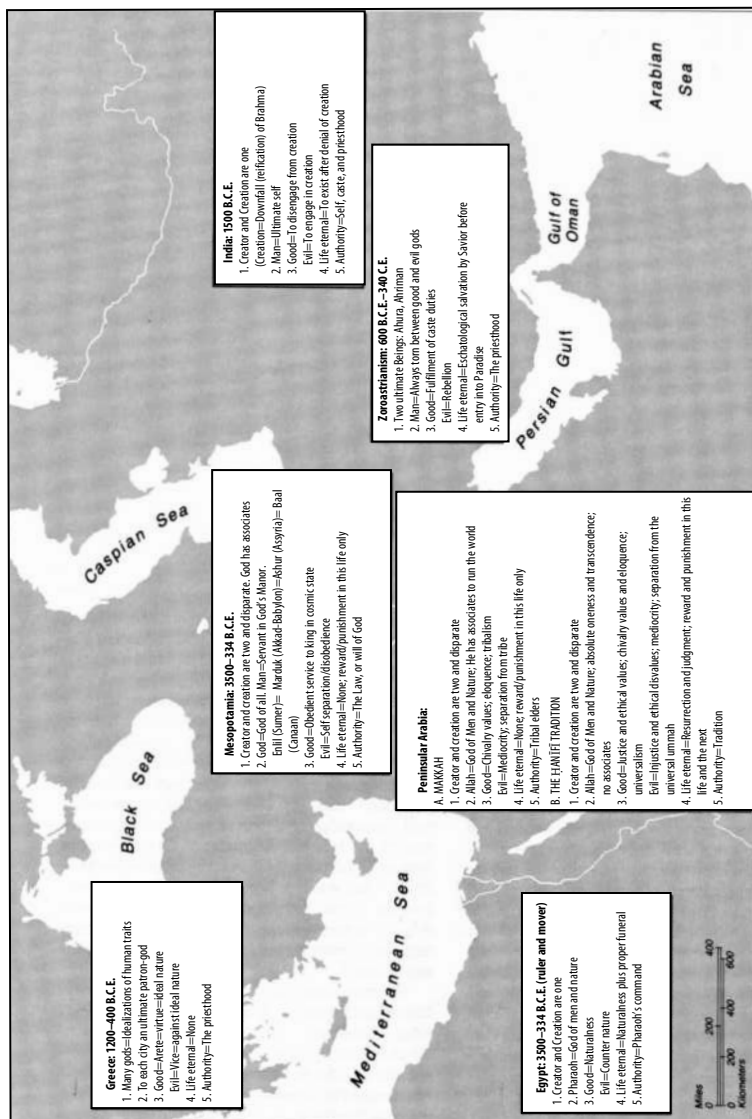 Greece: 1200–400 B.C.E.
1. Many gods=Idealizations of human traits
2. To each city an ultimate patron-god
3. Good=Arete=virtue=ideal nature
Evil=Vice=against ideal nature
4. Life eternal=None
5. Authority=The priesthood
Black Sea
Mesopotamia: 3500–334 B.C.E.
1. Creator and creation are two and disparate. God has associates
2. God=God of all. Man=Servant in God's Manor.
Enlil (Sumer)= Marduk (Akkad-Babylon)=Ashur (Assyria)= Baal
(Canaan)
3. Good=Obedient service to king in cosmic state
Evil=Self separation/disobedience
4. Life eternal=None; reward/punishment in this life only
5. Authority=The Law, or will of God
Caspian Sea
India: 1500 B.C.E.
1. Creator and Creation are one
(Creation=Downfall (reification) of Brahma)
2. Man=Ultimate self
3. Good=To disengage from creation
Evil=To engage in creation
4. Life eternal=To exist after denial of creation
5. Authority=Self, caste, and priesthood
Mediterranean Sea
Egypt: 3500–334 B.C.E. (ruler and mover)
1. Creator and Creation are one
2. Pharaoh=God of men and nature
3. Good=Naturalness
Evil=Counter nature
4. Life eternal=Naturalness plus proper funeral
5. Authority=Pharaoh's command
Peninsular Arabia:
A. MAKKAH
1. Creator and creation are two and disparate
2. Allah=God of Men and Nature; He has associates to run the world
3. Good=Chivalry values; eloquence; tribalism
Evil=Mediocrity; separation from tribe
4. Life eternal=None; reward/punishment in this life only
5. Authority=Tribal elders
B. THE ḤANĪFĪ TRADITION
1. Creator and creation are two and disparate
2. Allah=God of Men and Nature; absolute oneness and transcendence;
no associates
3. Good=Justice and ethical values; chivalry values and eloquence;
universalism
Evil=Injustice and ethical disvalues; mediocrity; separation from the
universal ummah
4. Life eternal=Resurrection and judgment; reward and punishment in this
life and the next
5. Authority=Tradition
Zoroastrianism: 600 B.C.E.–340 C.E.
1. Two ultimate Beings: Ahura, Ahriman
2. Man=Always torn between good and evil gods
3. Good=Fulfilment of caste duties
Evil=Rebellion
4. Life eternal=Eschatological salvation by Savior before
entry into Paradise
5. Authority=The priesthood
Persian Gulf
Gulf of
Oman
Arabian
Sea
Miles
0 200 400
0 200 400 600
Kilometers